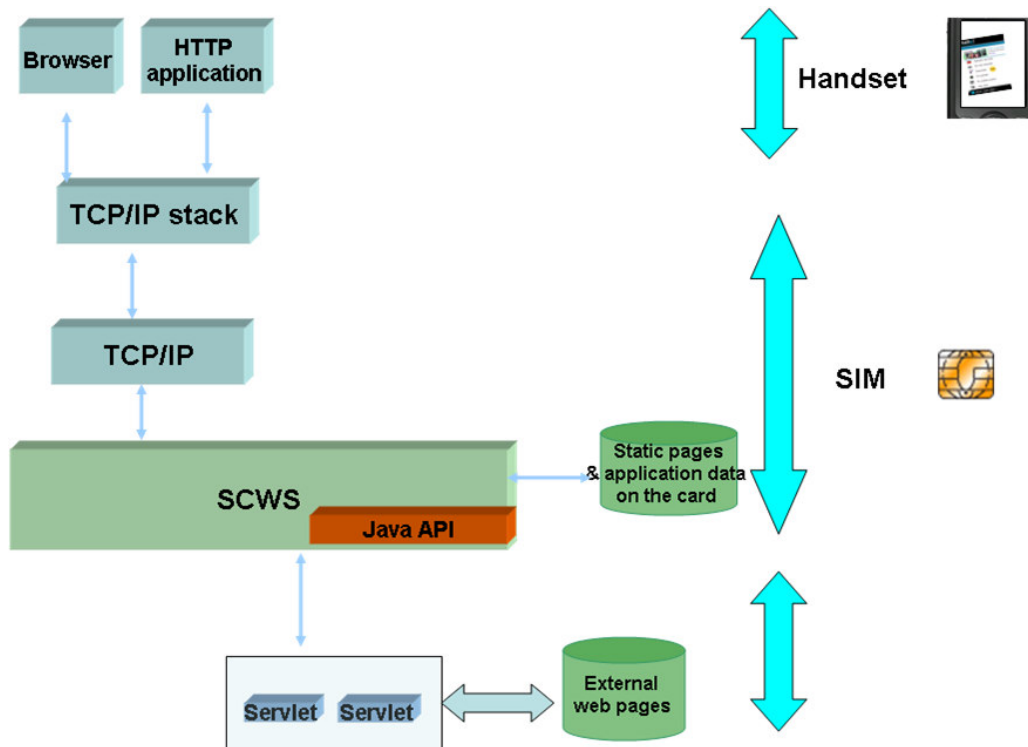 Browser
HTTP
application
Handset
TCP/IP stack
TCP/IP
SIM
Static pages
& application data
on the card
SCWS
Java API
External
web pages
Servlet
Servlet